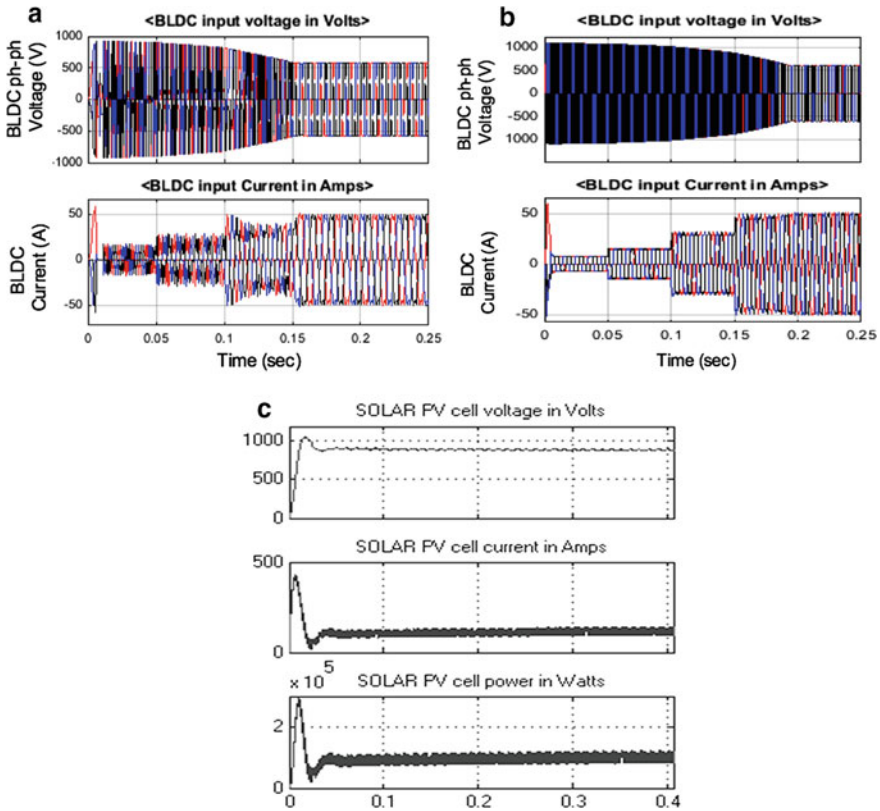 a
<BLDC input voltage in Volts>
BLDC ph-ph
Voltage (V)
1000
500
0
-500
-1000
<BLDC input Current in Amps>
BLDC
Current (A)
50
0
-50
0 0.05 0.1 0.15 0.2 0.25
Time (sec)
b
<BLDC input voltage in Volts>
BLDC ph-ph
Voltage (V)
1000
500
0
500
1000
<BLDC input Current in Amps>
BLDC
Current (A)
50
0
-50
0 0.05 0.1 0.15 0.2 0.25
Time (sec)
c
SOLAR PV cell voltage in Volts
1000
500
0
SOLAR PV cell current in Amps
500
0
x 10^5
SOLAR PV cell power in Watts
2
0
0 0.1 0.2 0.3 0.4